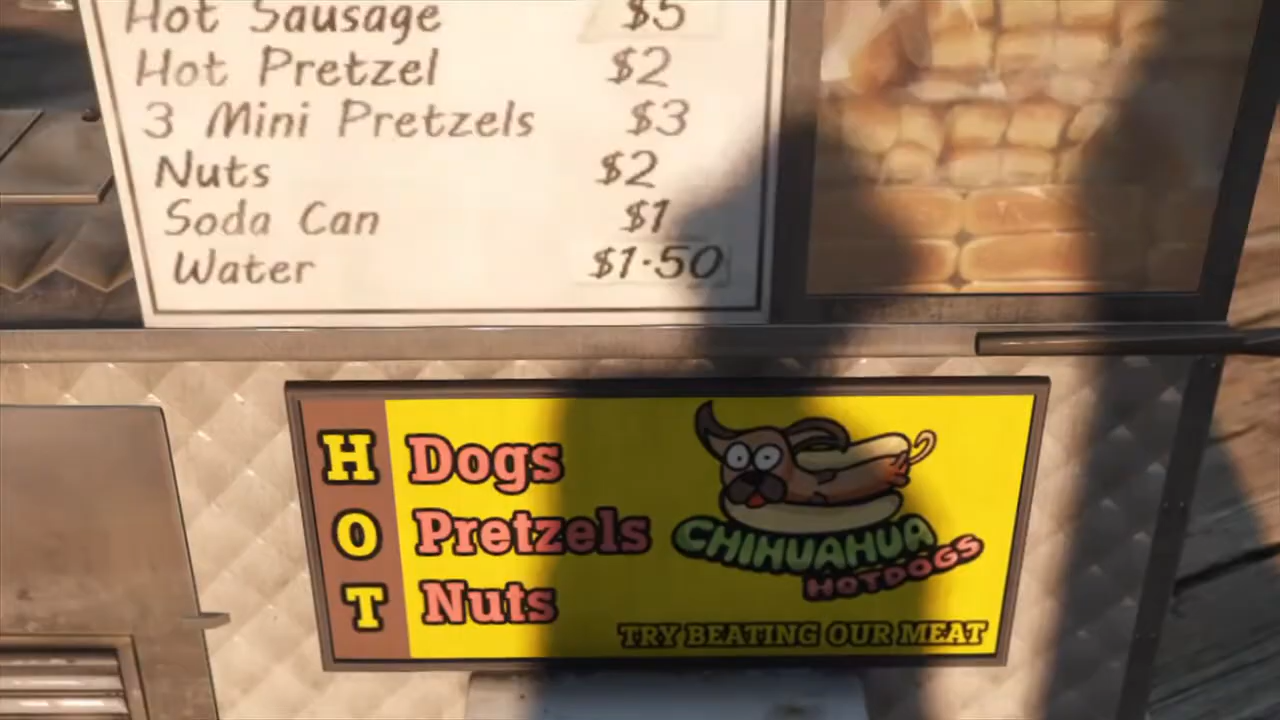 Hot Sausage $5
Hot Pretzel $2
3 Mini Pretzels $3
Nuts $2
Soda Can $1
Water $1.50
HOT
Dogs
Pretzels
Nuts
CHIHUAHUA
HOTDOGS
TRY BEATING OUR MEAT